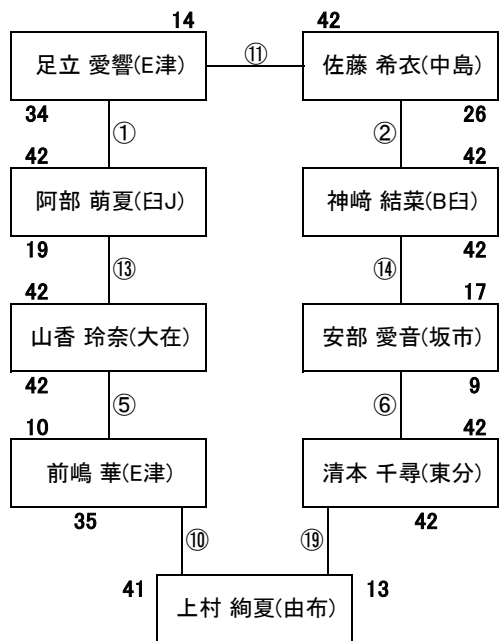 14 42
足立 愛響(E津) ⑪ 佐藤 希衣(中島)
34 ① ② 26
42 42
阿部 萌夏(臼J) 神﨑 結菜(B臼)
19 ⑬ ⑭ 42
42 17
山香 玲奈(大在) 安部 愛音(坂市)
42 ⑤ ⑥ 9
10 42
前嶋 華(E津) 清本 千尋(東分)
35 42
⑩ ⑲
41 上村 絢夏(由布) 13